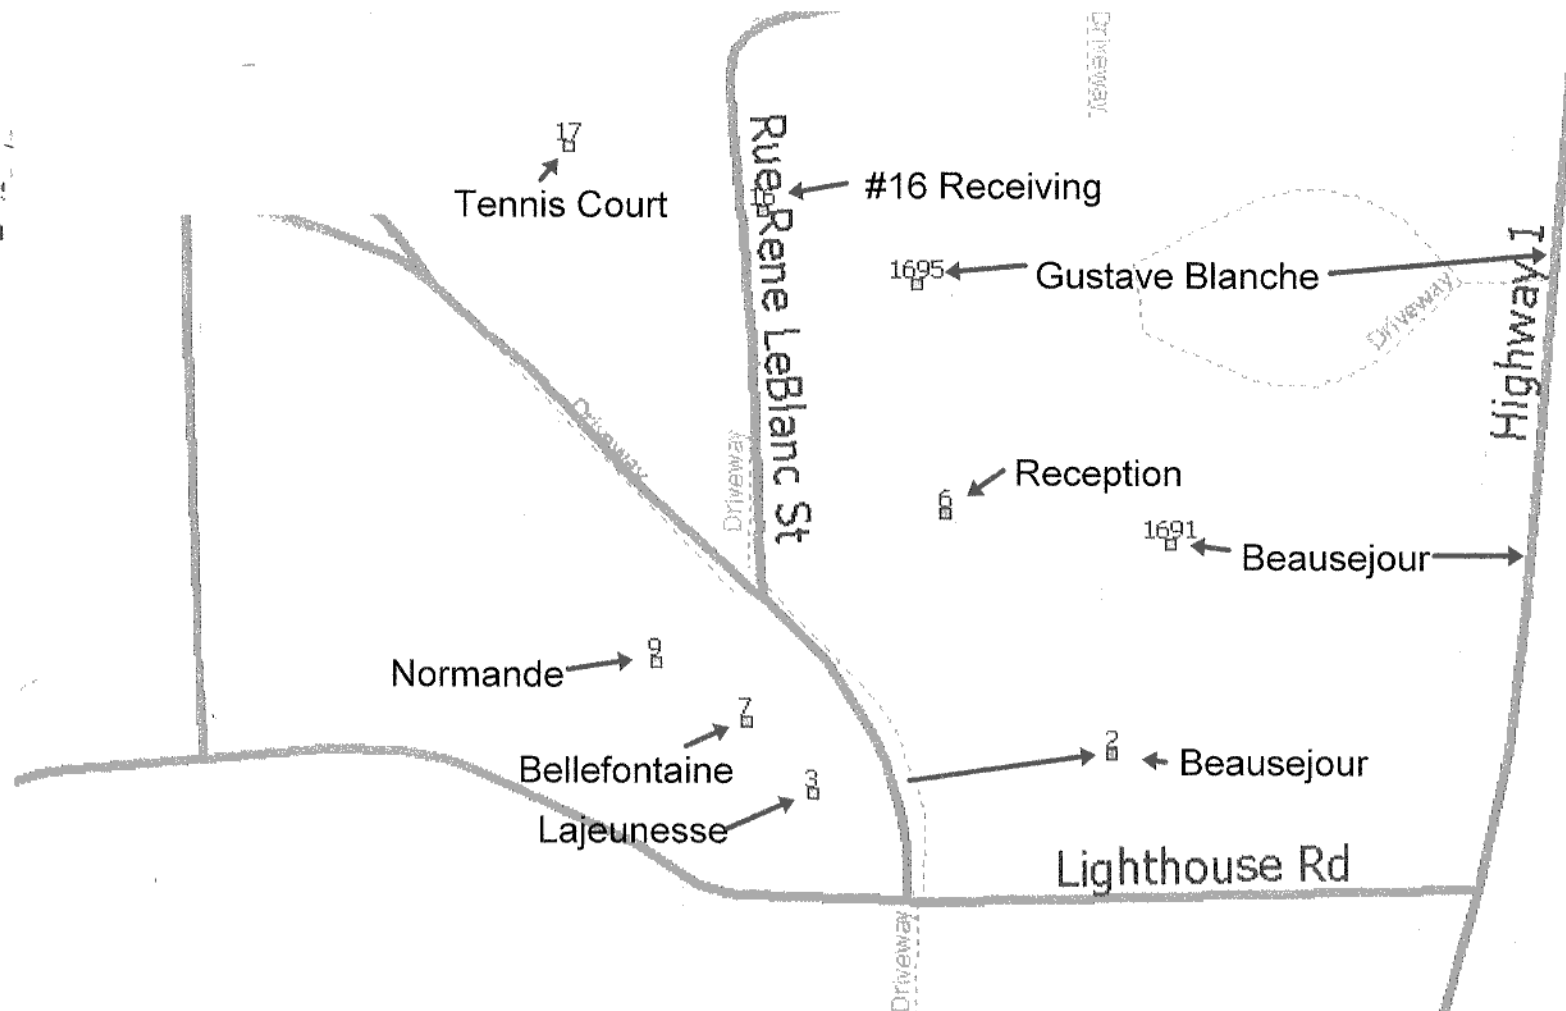 Driveway
17
Tennis Court
Rue Rene LeBlanc St
#16 Receiving
1695
Gustave Blanche
Highway 1
Driveway
Driveway
Driveway
6
Reception
1691
Beausejour
9
Normande
7
Bellefontaine
2
Beausejour
3
Lajeunesse
Lighthouse Rd
Driveway